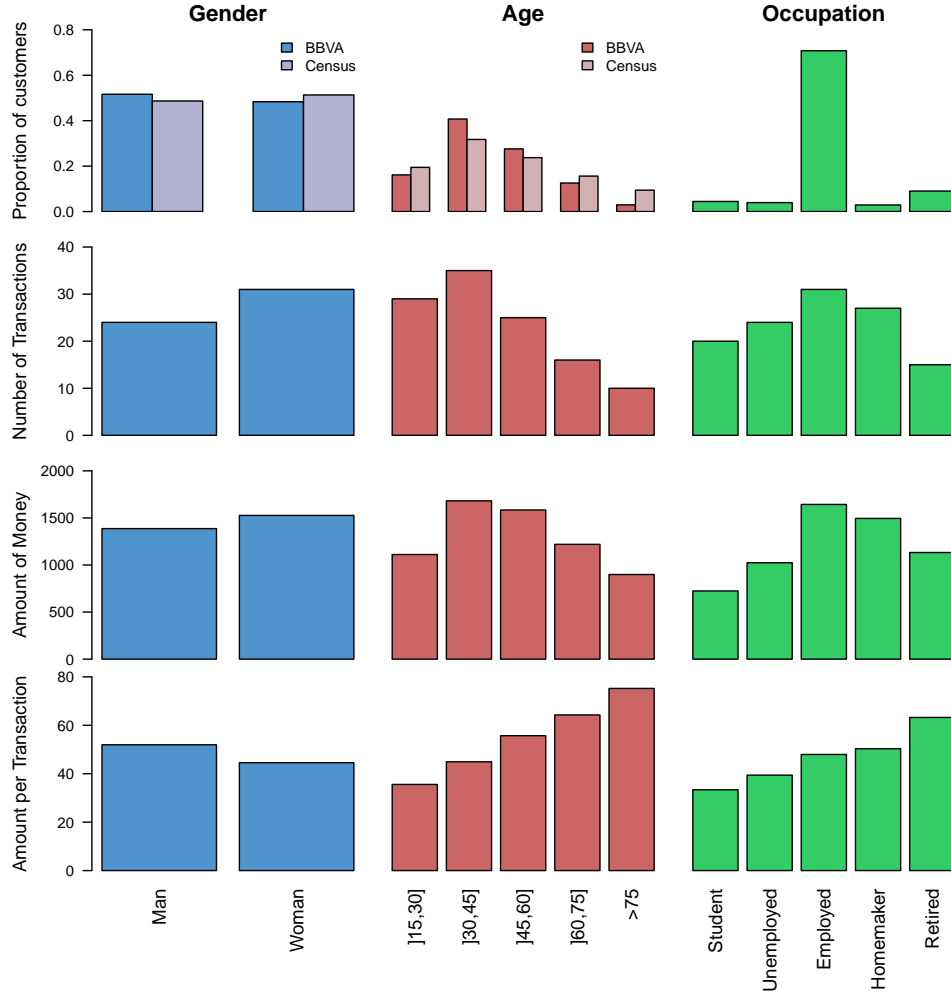 Gender
Age
Occupation
Proportion of customers
0.8
0.6
0.4
0.2
0.0
BBVA
Census
BBVA
Census
Number of Transactions
40
30
20
10
0
Amount of Money
2000
1500
1000
500
0
Amount per Transaction
80
60
40
20
0
Man
Woman
]15,30]
]30,45]
]45,60]
]60,75]
>75
Student
Unemployed
Employed
Homemaker
Retired